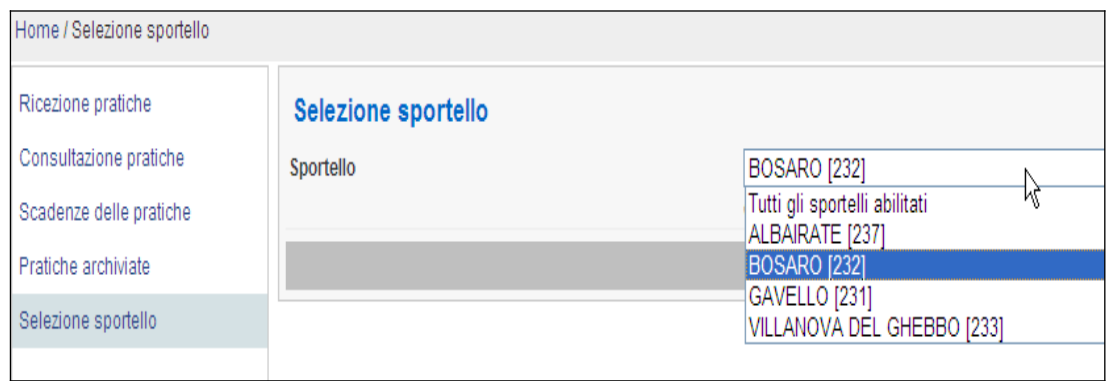 Home / Selezione sportello
Ricezione pratiche
Consultazione pratiche
Scadenze delle pratiche
Pratiche archiviate
Selezione sportello
Selezione sportello
Sportello
BOSARO [232]
Tutti gli sportelli abilitati
ALBAIRATE [237]
BOSARO [232]
GAVELLO [231]
VILLANOVA DEL GHEBBO [233]